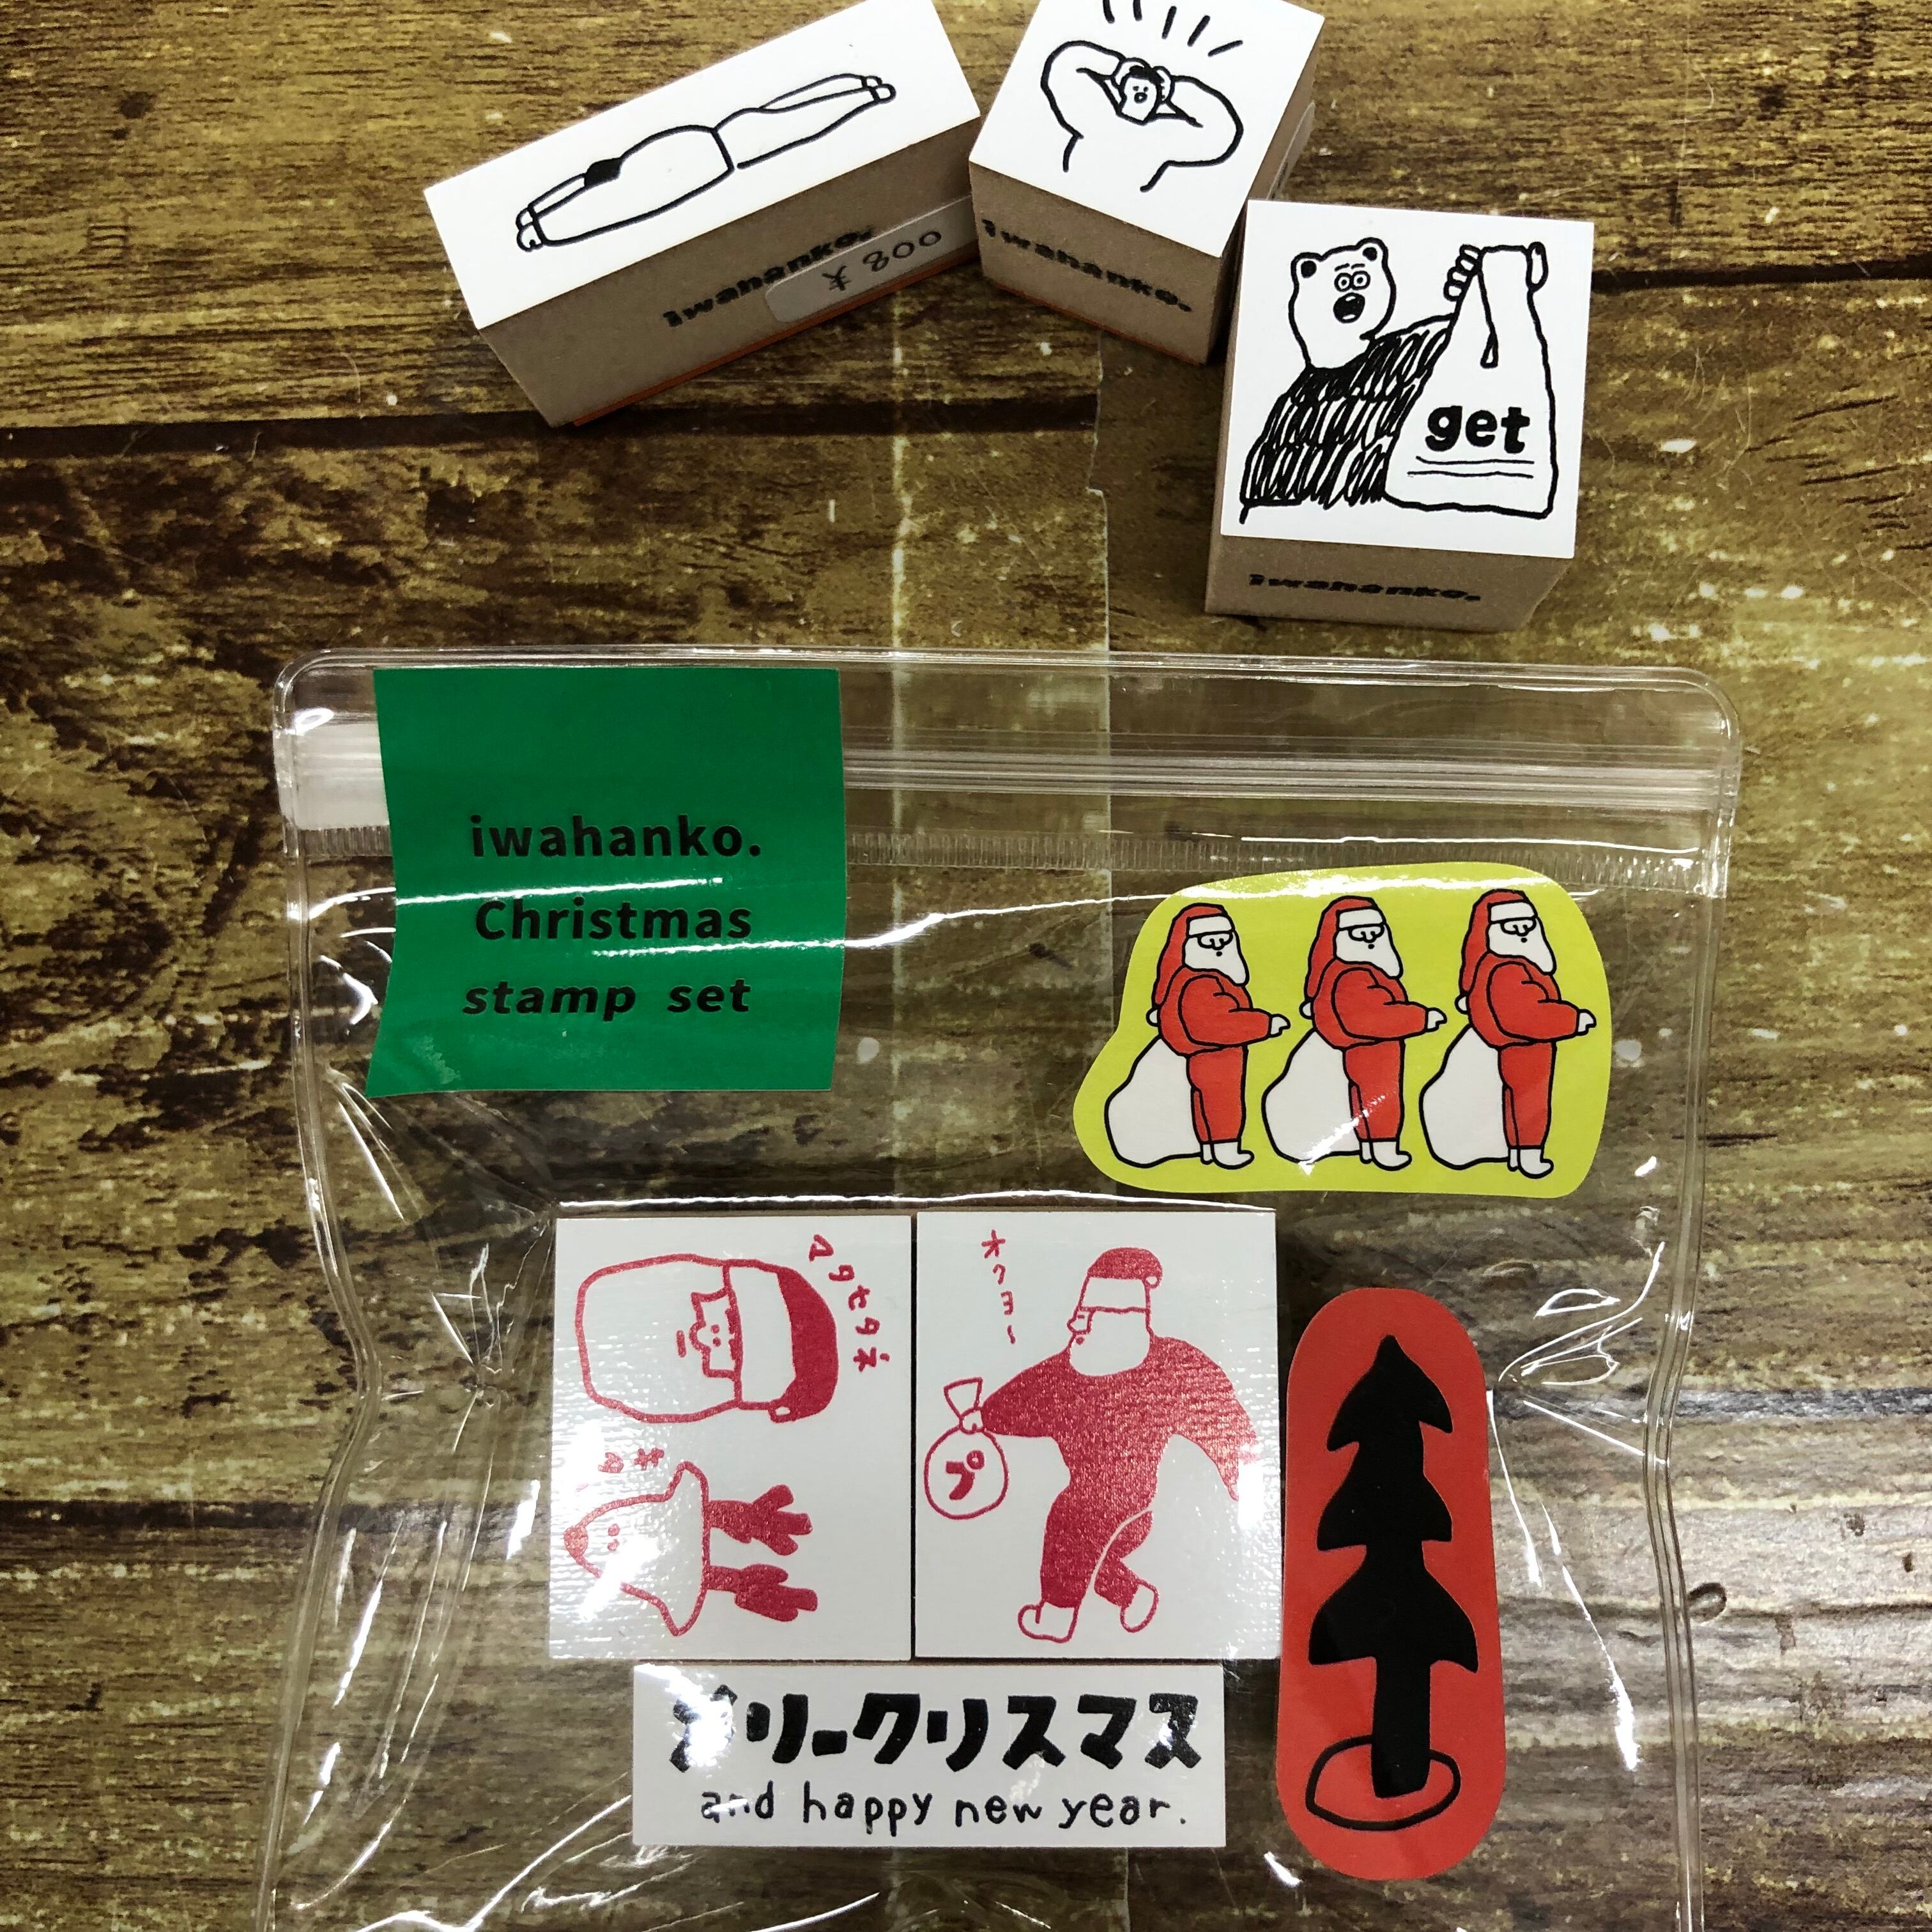 iwahanko.
¥800
iwahanko.
get
iwahanko.
iwahanko.
Christmas
stamp set
マタセタネ
オクヨ〜
プ
メリークリスマス
and happy new year.